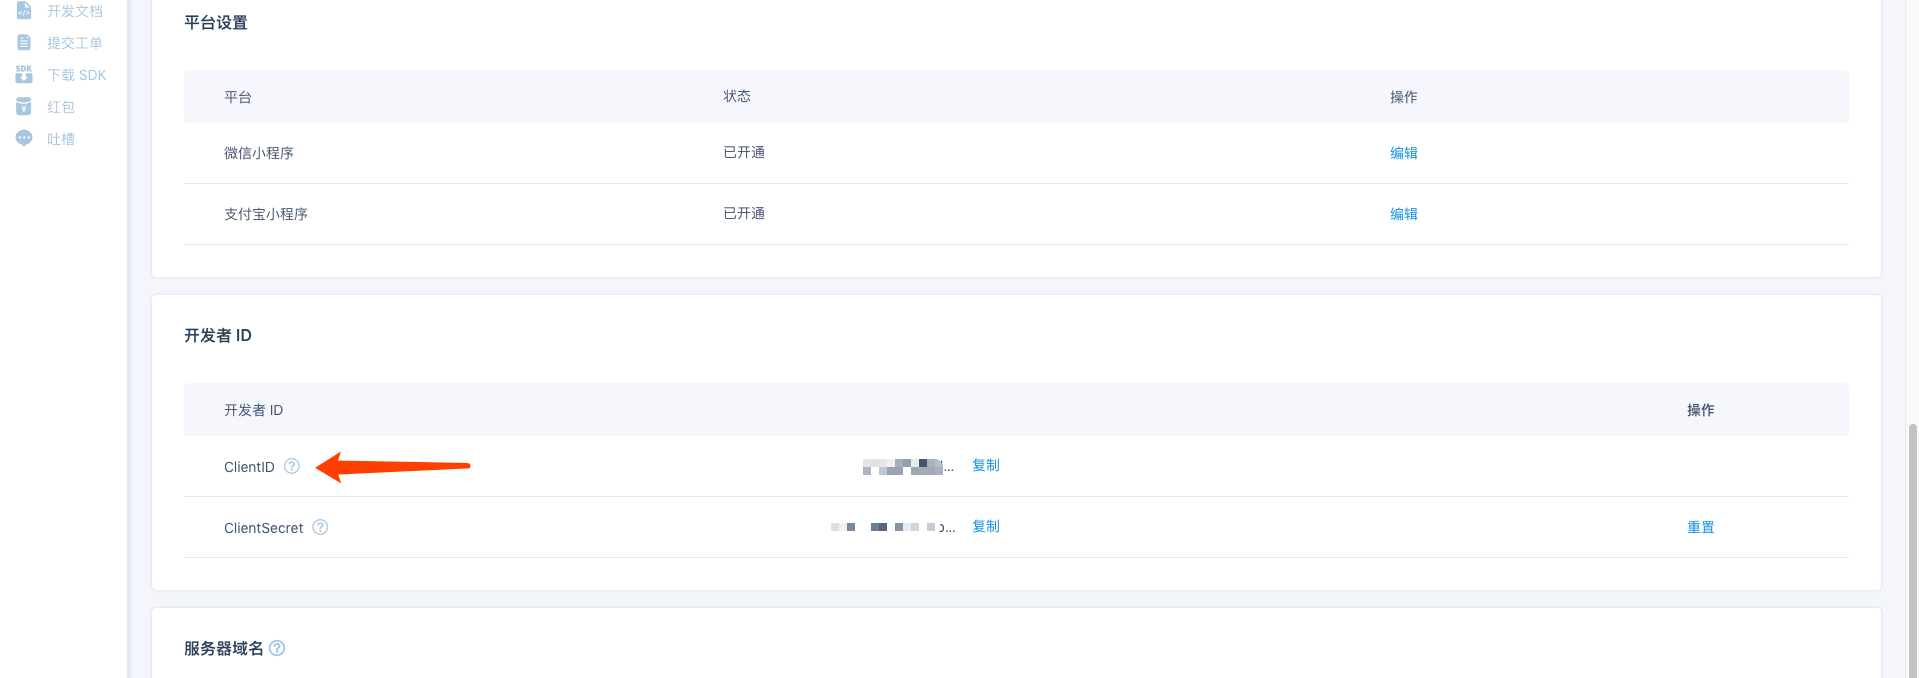 开发文档
提交工单
SDK 下载 SDK
¥ 红包
吐槽
平台设置
平台 状态 操作
微信小程序 已开通 编辑
支付宝小程序 已开通 编辑
开发者 ID
开发者 ID 操作
ClientID ? ... 复制
ClientSecret ? ... 复制 重置
服务器域名 ?